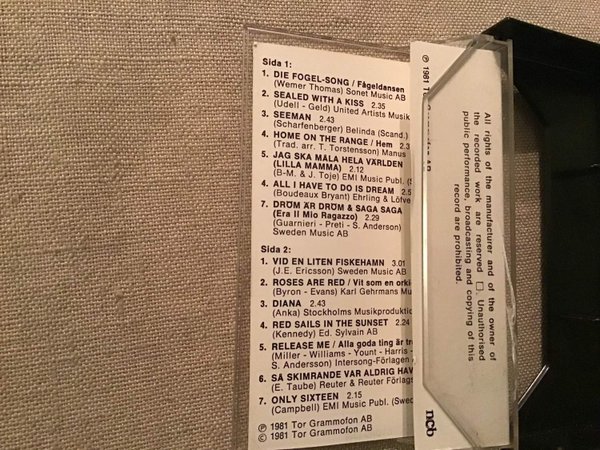 Sida 1:
1. DIE FOGEL-SONG / Fågeldansen
(Werner Thomas) Sonet Music AB
2. SEALED WITH A KISS 2.35
(Udell - Geld) United Artists Musik
3. SEEMAN 2.43
(Scharfenberger) Belinda (Scand.)
4. HOME ON THE RANGE / Hem
(Trad. arr. T. Torstensson) Manus
5. JAG SKA MÅLA HELA VÄRLDEN
(LILLA MAMMA) 2.12
(B-M. & J. Toje) EMI Music Publ.
6. ALL I HAVE TO DO IS DREAM
(Boudeaux Bryant) Ehrling & Löfve
7. DRÖM ÄR DRÖM & SAGA SAGA
(Era Il Mio Ragazzo) 2.29
(Guarnieri - Preti - S. Anderson)
Sweden Music AB
Sida 2:
1. VID EN LITEN FISKEHAMN 3.01
(J.E. Ericsson) Sweden Music AB
2. ROSES ARE RED / Vit som en orki
(Byron - Evans) Karl Gehrmans Mu
3. DIANA 2.43
(Anka) Stockholms Musikproduktio
4. RED SAILS IN THE SUNSET 2.24
(Kennedy) Ed. Sylvain AB
5. RELEASE ME / Alla goda ting är tr
(Miller - Williams - Yount - Harris -
S. Andersson) Intersong-Förlagen
6. SÅ SKIMRANDE VAR ALDRIG HAV
(E. Taube) Reuter & Reuter Förlags
7. ONLY SIXTEEN 2.15
(Campbell) EMI Music Publ. (Swed
℗ 1981 Tor Grammofon AB
© 1981 Tor Grammofon AB
℗ 1981
All rights of the manufacturer and of the owner of
the recorded work are reserved □ Unauthorised
public performance, broadcasting and copying of this
record are prohibited.
ncb